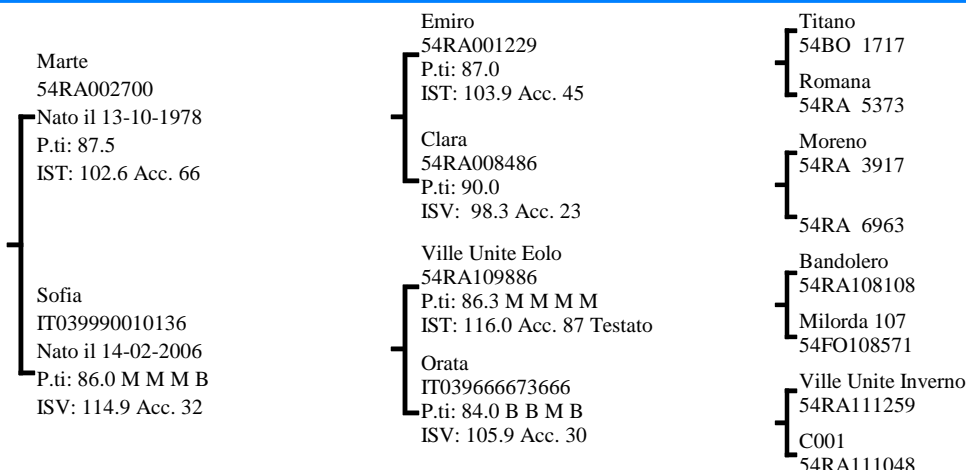 Marte
54RA002700
Nato il 13-10-1978
P.ti: 87.5
IST: 102.6 Acc. 66
Sofia
IT039990010136
Nato il 14-02-2006
P.ti: 86.0 M M M B
ISV: 114.9 Acc. 32
Emiro
54RA001229
P.ti: 87.0
IST: 103.9 Acc. 45
Clara
54RA008486
P.ti: 90.0
ISV:  98.3 Acc. 23
Ville Unite Eolo
54RA109886
P.ti: 86.3 M M M M
IST: 116.0 Acc. 87 Testato
Orata
IT039666673666
P.ti: 84.0 B B M B
ISV: 105.9 Acc. 30
Titano
54BO  1717
Romana
54RA  5373
Moreno
54RA  3917
54RA  6963
Bandolero
54RA108108
Milorda 107
54FO108571
Ville Unite Inverno
54RA111259
C001
54RA111048